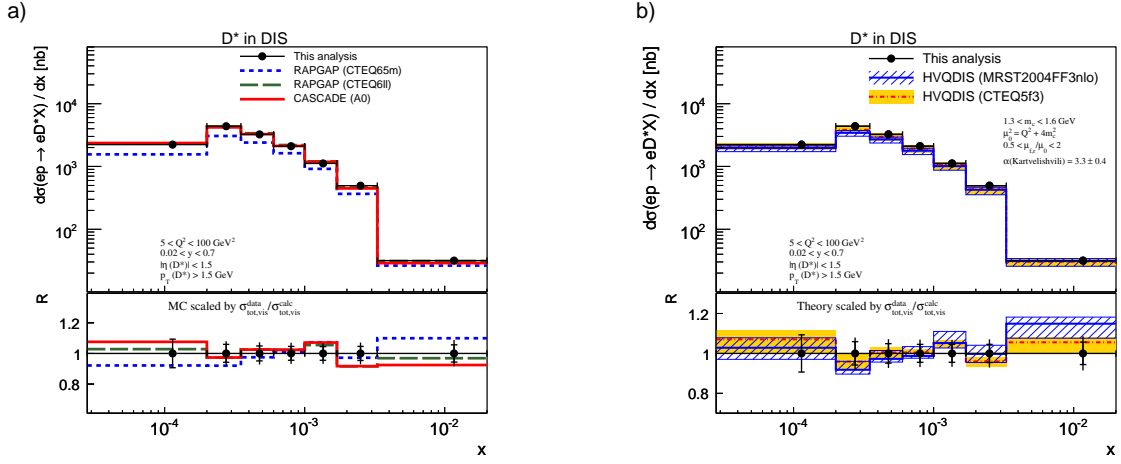 a)
D* in DIS
This analysis
RAPGAP (CTEQ65m)
RAPGAP (CTEQ6ll)
CASCADE (A0)
dσ(ep → eD*X) / dx [nb]
10⁴
10³
10²
5 < Q² < 100 GeV²
0.02 < y < 0.7
|η (D*)| < 1.5
p_T (D*) > 1.5 GeV
R
MC scaled by σ^data_tot,vis/σ^calc_tot,vis
1.2
1
0.8
10⁻⁴
10⁻³
10⁻²
x
b)
D* in DIS
This analysis
HVQDIS (MRST2004FF3nlo)
HVQDIS (CTEQ5f3)
dσ(ep → eD*X) / dx [nb]
10⁴
10³
10²
1.3 < m_c < 1.6 GeV
μ₀² = Q² + 4m_c²
0.5 < μ_f,r/μ₀ < 2
α(Kartvelishvili) = 3.3 ± 0.4
5 < Q² < 100 GeV²
0.02 < y < 0.7
|η (D*)| < 1.5
p_T (D*) > 1.5 GeV
R
Theory scaled by σ^data_tot,vis/σ^calc_tot,vis
1.2
1
0.8
10⁻⁴
10⁻³
10⁻²
x